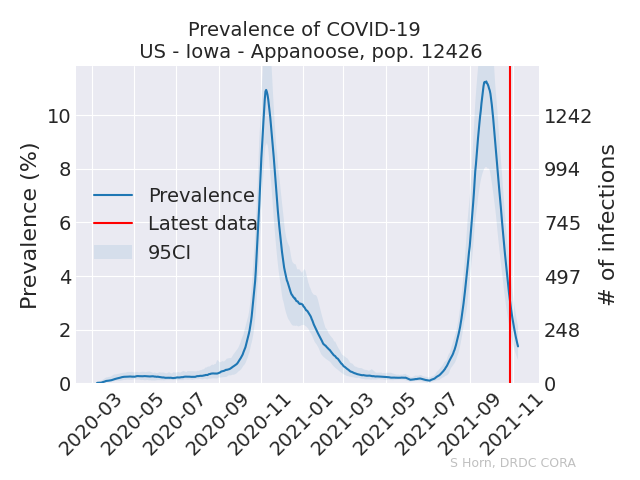 Prevalence of COVID-19
US - Iowa - Appanoose, pop. 12426
Prevalence (%)
10
8
6
4
2
0
Prevalence
Latest data
95CI
1242
994
745
497
248
0
# of infections
2020-03
2020-05
2020-07
2020-09
2020-11
2021-01
2021-03
2021-05
2021-07
2021-09
2021-11
S Horn, DRDC CORA